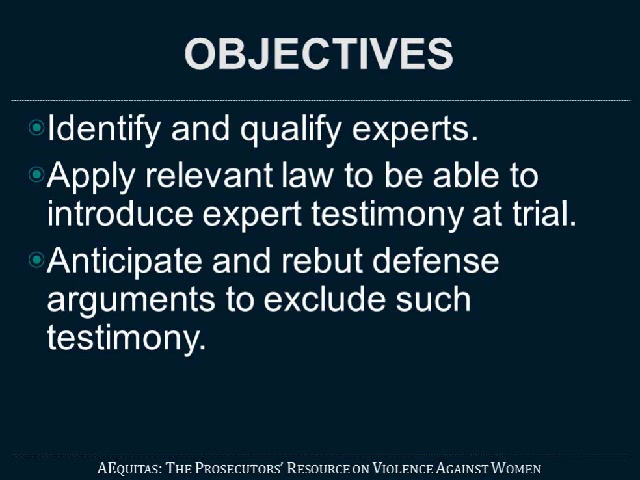 OBJECTIVES
Identify and qualify experts.
Apply relevant law to be able to
introduce expert testimony at trial.
Anticipate and rebut defense
arguments to exclude such
testimony.
AEQUITAS: THE PROSECUTORS' RESOURCE ON VIOLENCE AGAINST WOMEN